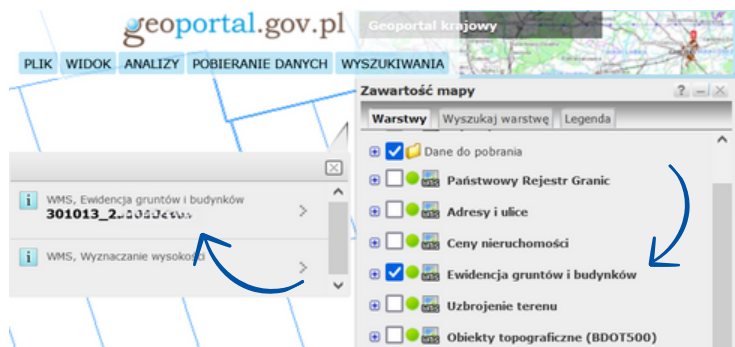 geoportal.gov.pl
Geoportal krajowy
PLIK WIDOK ANALIZY POBIERANIE DANYCH WYSZUKIWANIA
Zawartość mapy
Warstwy Wyszukaj warstwę Legenda
Dane do pobrania
Państwowy Rejestr Granic
Adresy i ulice
Ceny nieruchomości
Ewidencja gruntów i budynków
Uzbrojenie terenu
Obiekty topograficzne (BDOT500)
WMS, Ewidencja gruntów i budynków
301013_2.
WMS, Wyznaczanie wysokości